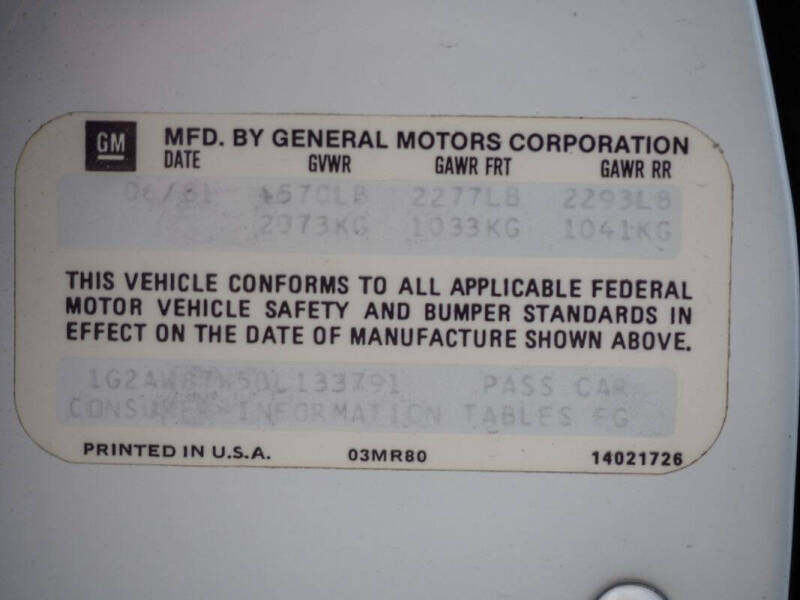 GM MFD. BY GENERAL MOTORS CORPORATION
DATE GVWR GAWR FRT GAWR RR
06/81 4570LB 2277LB 2293LB
2073KG 1033KG 1041KG
THIS VEHICLE CONFORMS TO ALL APPLICABLE FEDERAL
MOTOR VEHICLE SAFETY AND BUMPER STANDARDS IN
EFFECT ON THE DATE OF MANUFACTURE SHOWN ABOVE.
PASS CAR
CONSUMER INFORMATION TABLES FG
PRINTED IN U.S.A. 03MR80 14021726